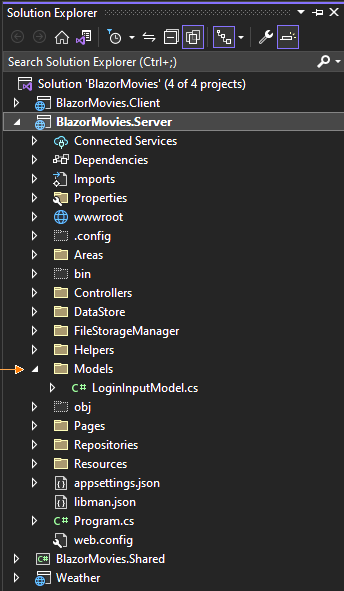 Solution Explorer
Search Solution Explorer (Ctrl+;)
Solution 'BlazorMovies' (4 of 4 projects)
BlazorMovies.Client
BlazorMovies.Server
Connected Services
Dependencies
Imports
Properties
wwwroot
.config
Areas
bin
Controllers
DataStore
FileStorageManager
Helpers
Models
C# LoginInputModel.cs
obj
Pages
Repositories
Resources
appsettings.json
libman.json
C# Program.cs
web.config
C# BlazorMovies.Shared
Weather